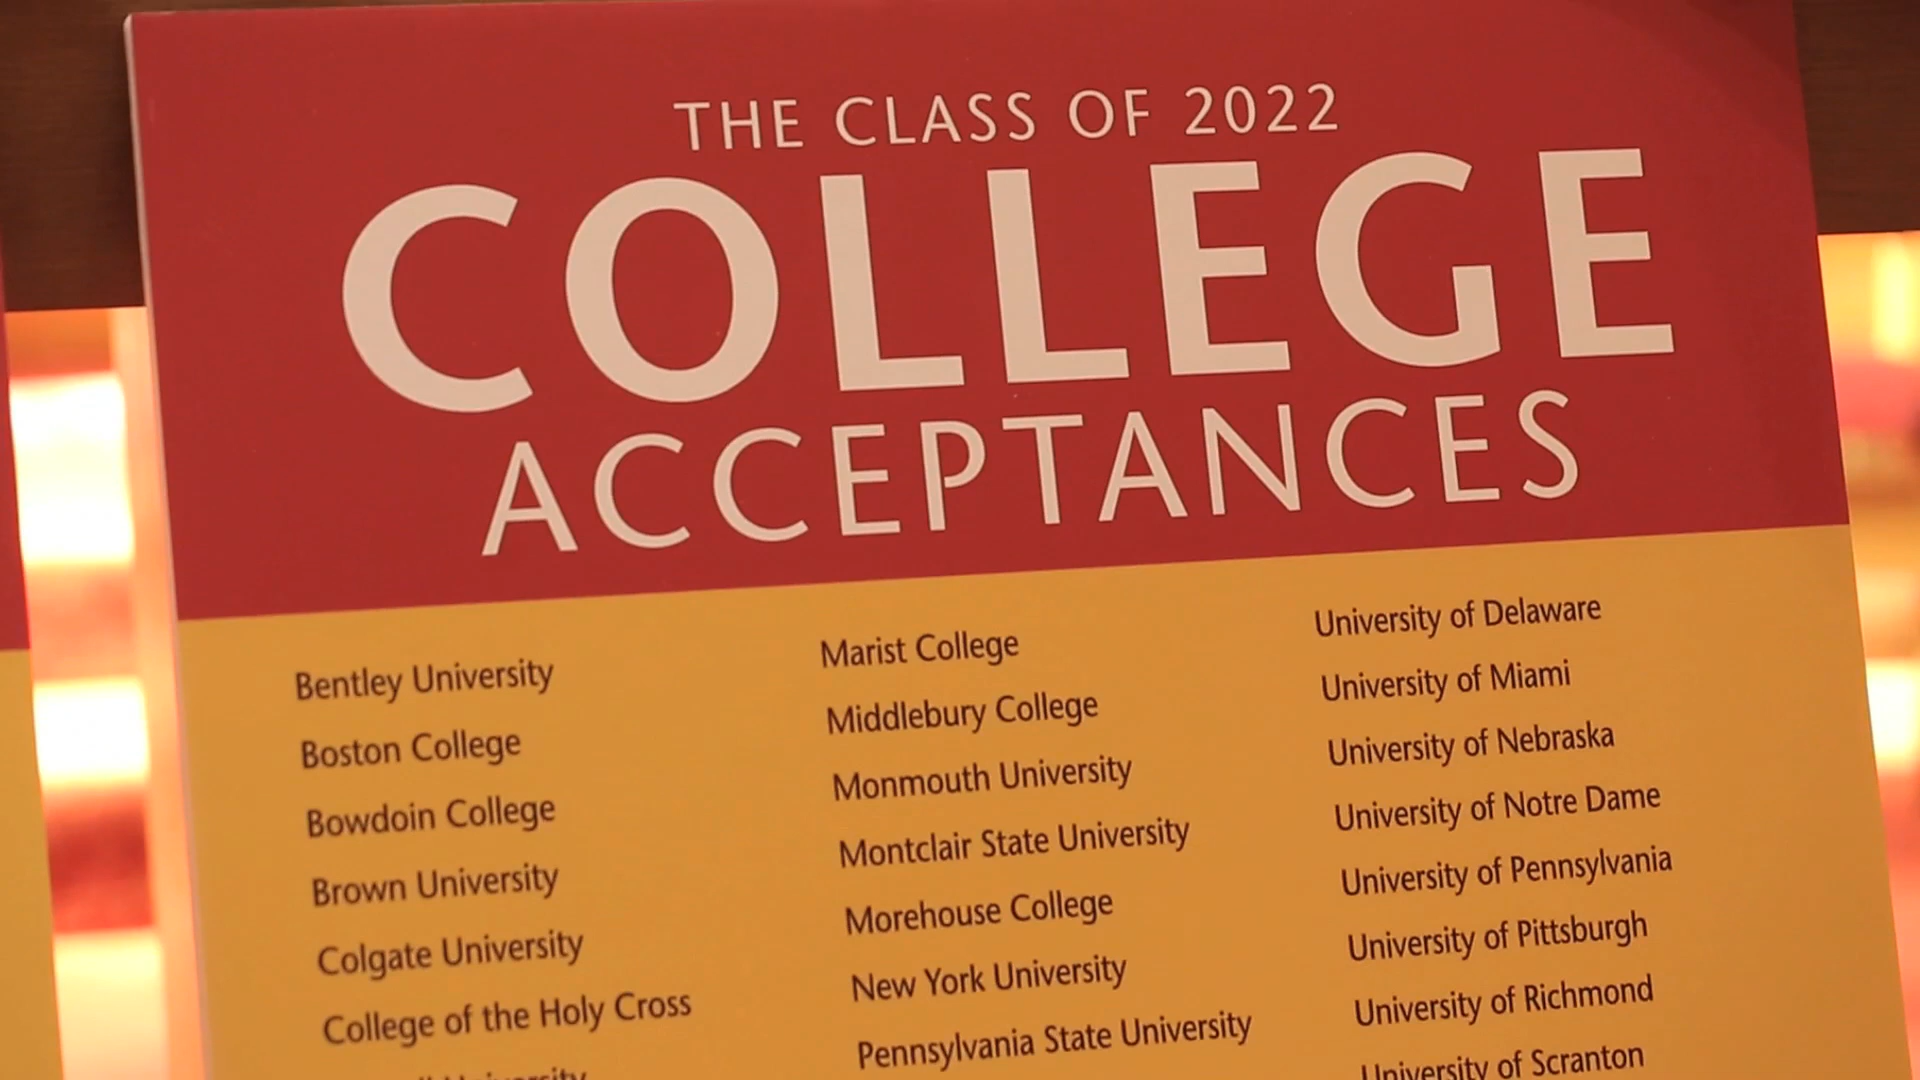 THE CLASS OF 2022
COLLEGE
ACCEPTANCES
Bentley University
Boston College
Bowdoin College
Brown University
Colgate University
College of the Holy Cross
Marist College
Middlebury College
Monmouth University
Montclair State University
Morehouse College
New York University
Pennsylvania State University
University of Delaware
University of Miami
University of Nebraska
University of Notre Dame
University of Pennsylvania
University of Pittsburgh
University of Richmond
University of Scranton